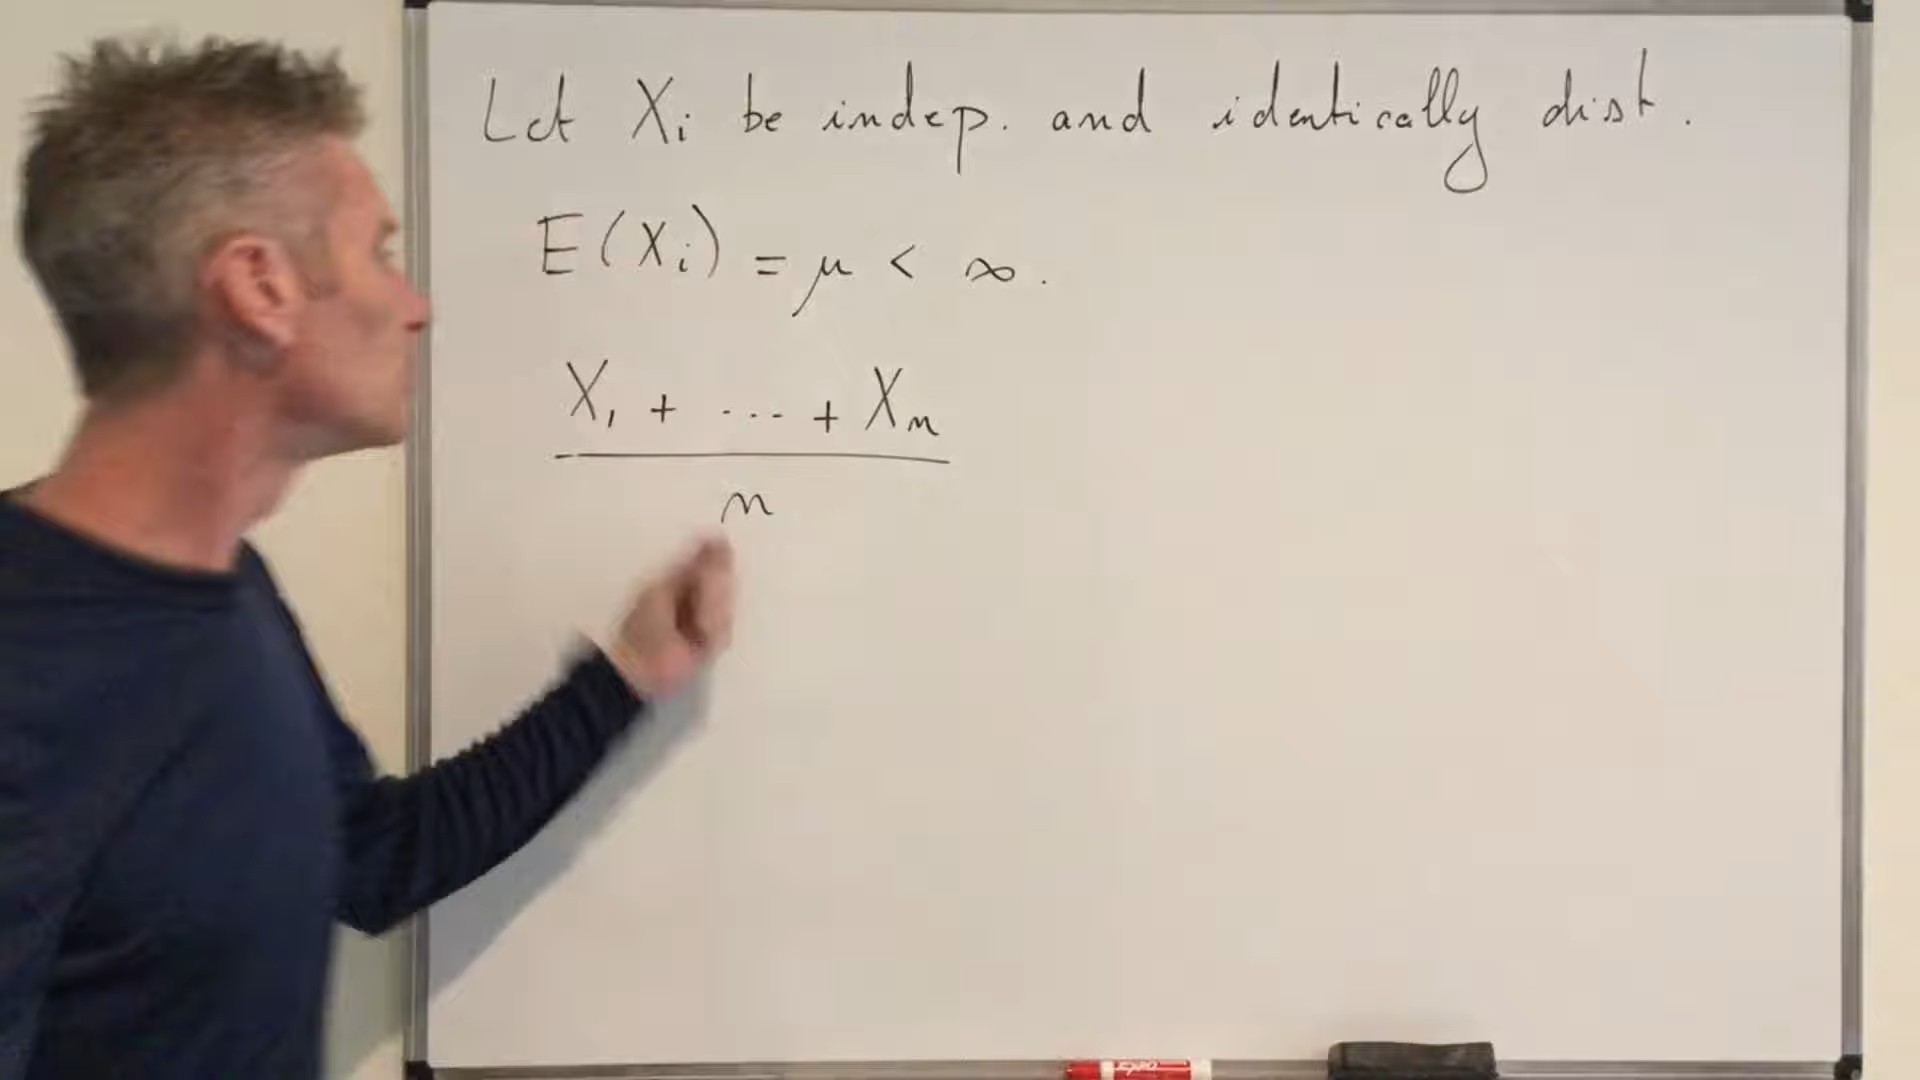 Let Xi be indep. and identically dist.
E(Xi) = μ < ∞.
X1 + ... + Xn
n